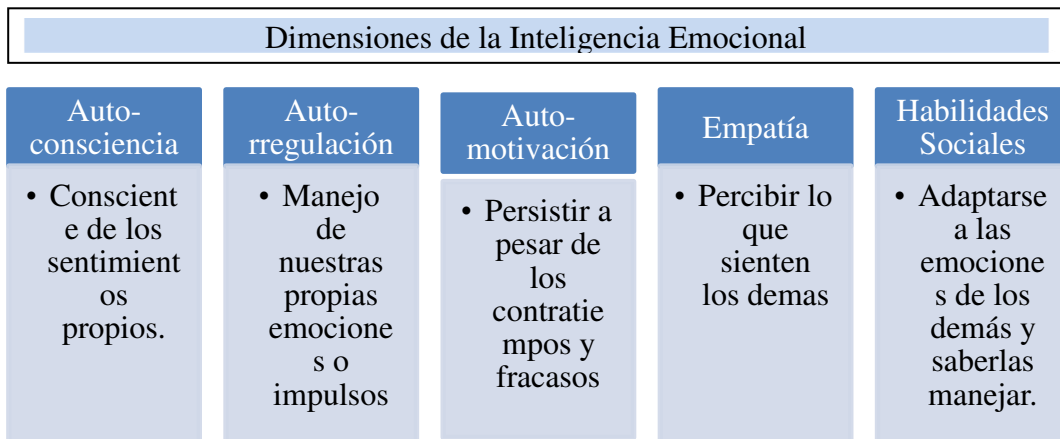 Dimensiones de la Inteligencia Emocional
Auto-
consciencia
• Conscient
e de los
sentimient
os
propios.
Auto-
rregulación
• Manejo
de
nuestras
propias
emocione
s o
impulsos
Auto-
motivación
• Persistir a
pesar de
los
contratie
mpos y
fracasos
Empatía
• Percibir lo
que
sienten
los demas
Habilidades
Sociales
• Adaptarse
a las
emocione
s de los
demás y
saberlas
manejar.